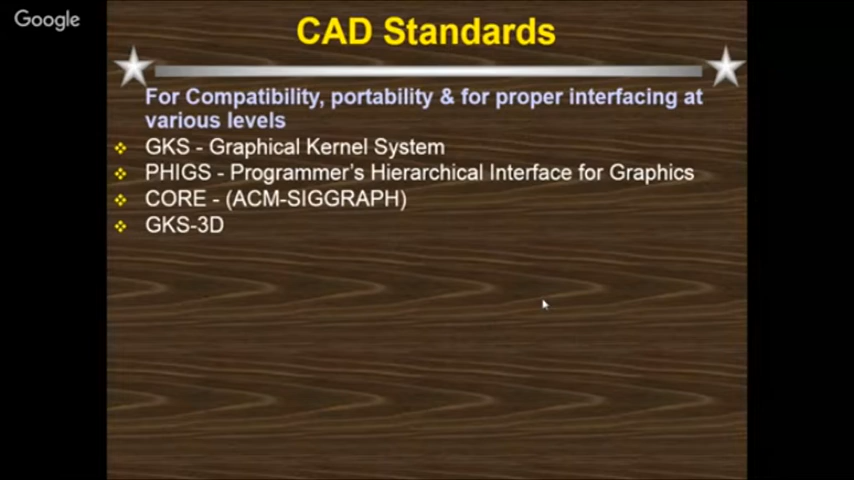 Google
CAD Standards
For Compatibility, portability & for proper interfacing at
various levels
GKS - Graphical Kernel System
PHIGS - Programmer's Hierarchical Interface for Graphics
CORE - (ACM-SIGGRAPH)
GKS-3D